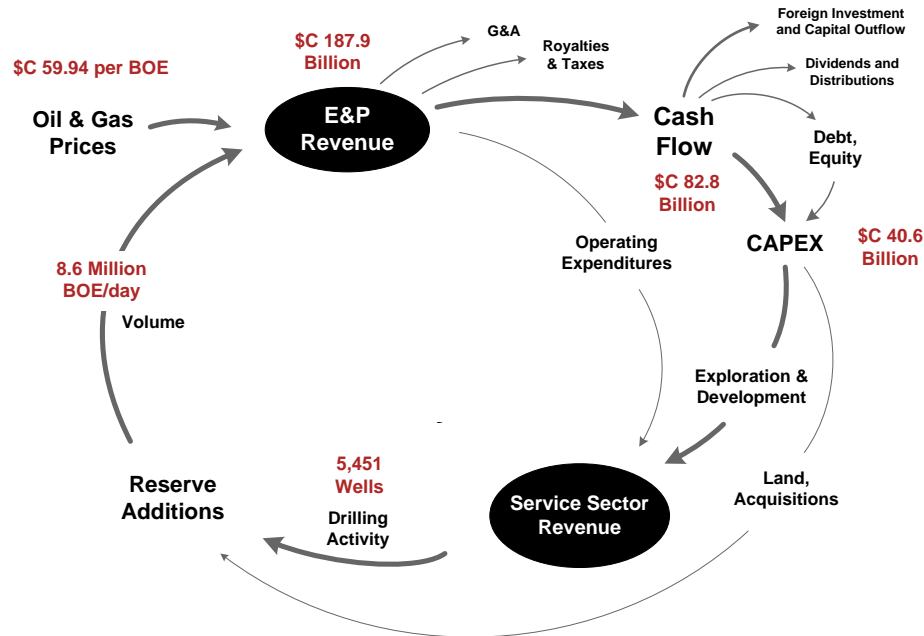 Foreign Investment
and Capital Outflow
$C 187.9
Billion
G&A
Royalties
& Taxes
$C 59.94 per BOE
Dividends and
Distributions
Oil & Gas
Prices
E&P
Revenue
Cash
Flow
Debt,
Equity
$C 82.8
Billion
CAPEX
$C 40.6
Billion
Operating
Expenditures
8.6 Million
BOE/day
Volume
Exploration &
Development
5,451
Wells
Drilling
Activity
Reserve
Additions
Service Sector
Revenue
Land,
Acquisitions